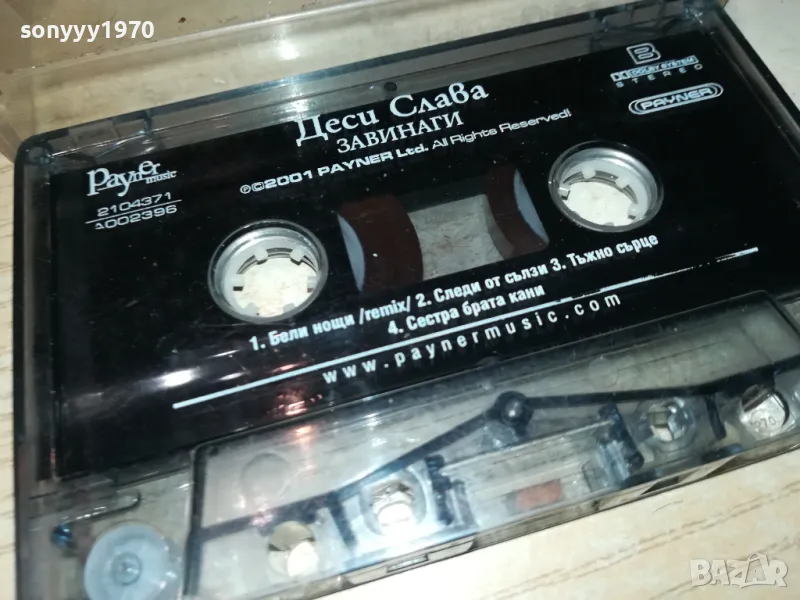 sonyyy1970
Деси Слава
ЗАВИНАГИ
℗©2001 PAYNER Ltd. All Rights Reserved!
Payner
music
2104371
A002396
B
DOLBY SYSTEM
STEREO
PAYNER
1. Бели нощи /remix/ 2. Следи от сълзи 3. Тъжно сърце
4. Сестра брата кани
www.paynermusic.com
BAZAR